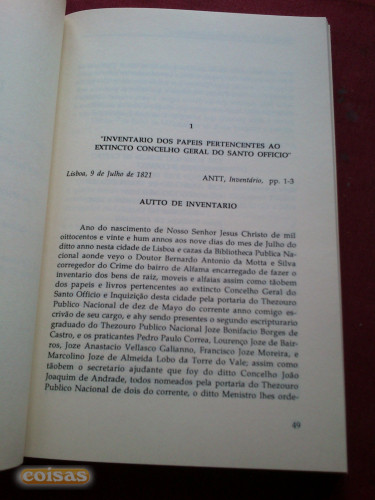 1
"INVENTARIO DOS PAPEIS PERTENCENTES AO
EXTINCTO CONCELHO GERAL DO SANTO OFFICIO"
Lisboa, 9 de Julho de 1821
ANTT, Inventário, pp. 1-3
AUTTO DE INVENTARIO
Ano do nascimento de Nosso Senhor Jesus Christo de mil
oittocentos e vinte e hum annos aos nove dias do mes de Julho do
ditto anno nesta cidade de Lisboa e cazas da Bibliotheca Publica Na-
cional aonde veyo o Doutor Bernardo Antonio da Motta e Silva
corregedor do Crime do bairro de Alfama encarregado de fazer o
inventario dos bens de raiz, moveis e alfaias assim como tãobem
dos papeis e livros pertencentes ao extincto Concelho Geral do
Santo Officio e Inquizição desta cidade pela portaria do Thezouro
Publico Nacional de dez de Mayo do corrente anno comigo es-
crivão de seu cargo, e ahy sendo presentes o segundo escripturario
graduado do Thezouro Publico Nacional Joze Bonifacio Borges de
Castro, e os praticantes Pedro Paulo Correa, Lourenço Joze de Bair-
ros, Joze Anastacio Vellasco Galianno, Francisco Joze Moreira, e
Marcolino Joze de Almeida Lobo da Torre do Vale; assim como
tãobem o secretario ajudante que foy do ditto Concelho João
Joaquim de Andrade, todos nomeados pela portaria do Thezouro
Publico Nacional de dois do corrente, o ditto Menistro lhes orde-
49
coisas